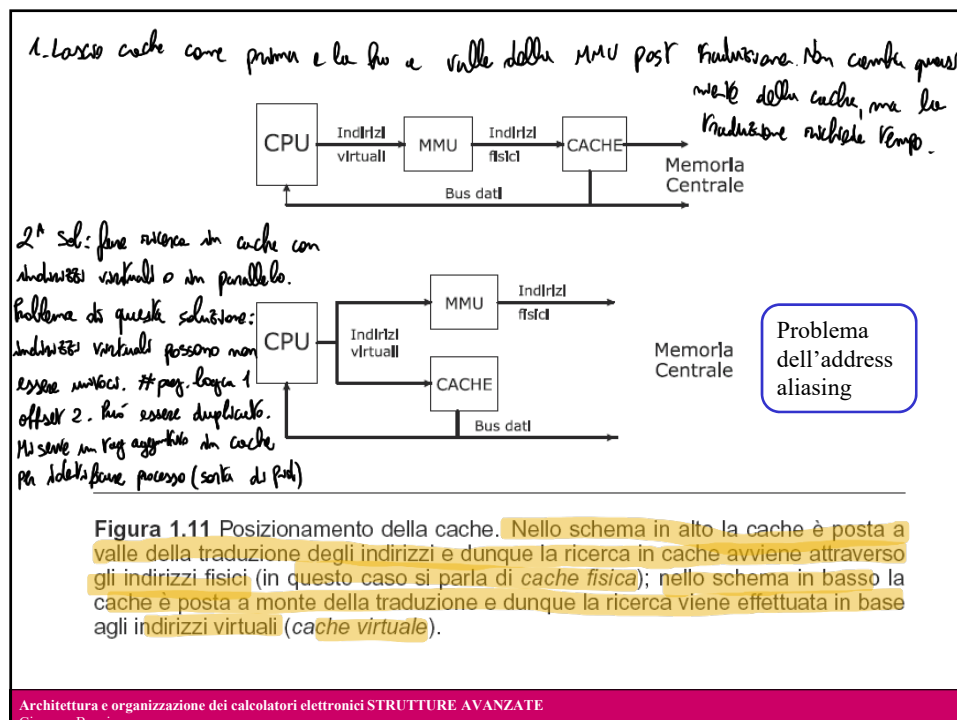 1. Lascio cache come prima e la ho a valle della MMU post traduzione. Non cambia quasi
niente della cache, ma la
traduzione richiede tempo.
CPU
Indirizi
virtuali
MMU
Indirizi
fisici
CACHE
Memoria
Centrale
Bus dati
2ª Sol: fare ricerca in cache con
indirizzi virtuali o in parallelo.
Problema di questa soluzione:
indirizzi virtuali possono non
essere univoci. # pag. logica 1
offset 2. Può essere duplicato.
Mi serve un tag aggiuntivo in cache
per identificare processo (sorta di pid)
CPU
Indirizi
virtuali
MMU
Indirizi
fisici
CACHE
Memoria
Centrale
Bus dati
Problema
dell'address
aliasing
Figura 1.11 Posizionamento della cache. Nello schema in alto la cache è posta a
valle della traduzione degli indirizzi e dunque la ricerca in cache avviene attraverso
gli indirizzi fisici (in questo caso si parla di cache fisica); nello schema in basso la
cache è posta a monte della traduzione e dunque la ricerca viene effettuata in base
agli indirizzi virtuali (cache virtuale).
Architettura e organizzazione dei calcolatori elettronici STRUTTURE AVANZATE